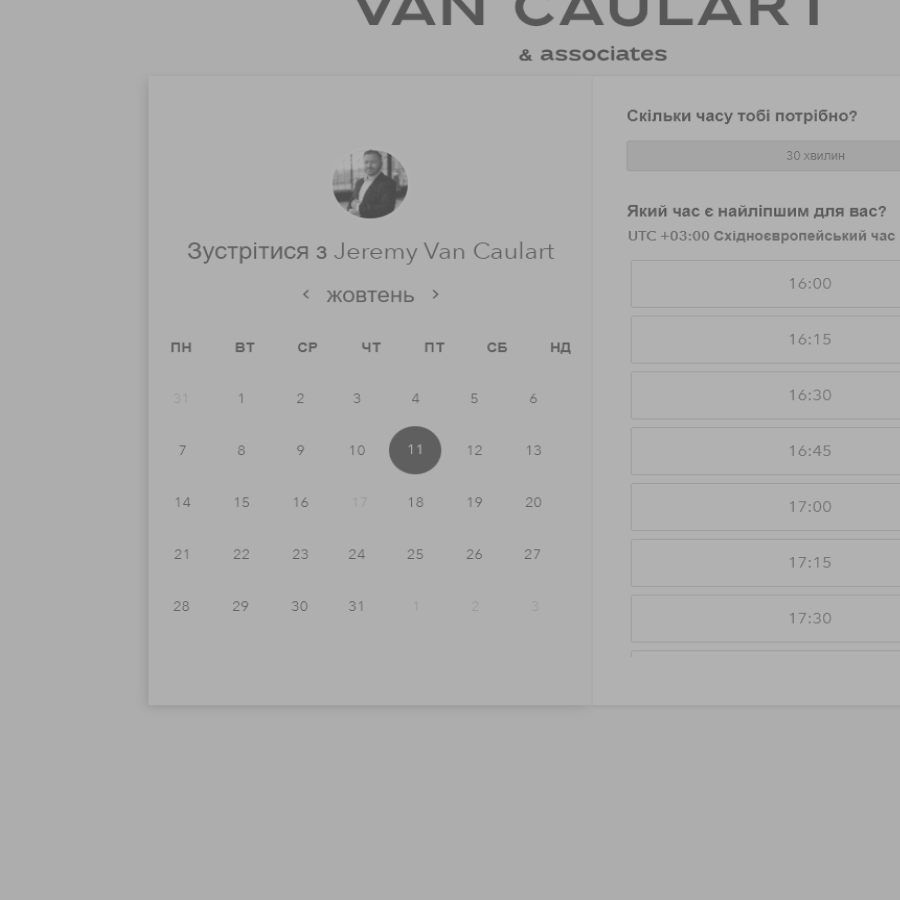 VAN CAULART
& associates
Зустрітися з Jeremy Van Caulart
жовтень
ПН ВТ СР ЧТ ПТ СБ НД
31 1 2 3 4 5 6
7 8 9 10 11 12 13
14 15 16 17 18 19 20
21 22 23 24 25 26 27
28 29 30 31 1 2 3
Скільки часу тобі потрібно?
30 хвилин
Який час є найліпшим для вас?
UTC +03:00 Східноєвропейський час
16:00
16:15
16:30
16:45
17:00
17:15
17:30